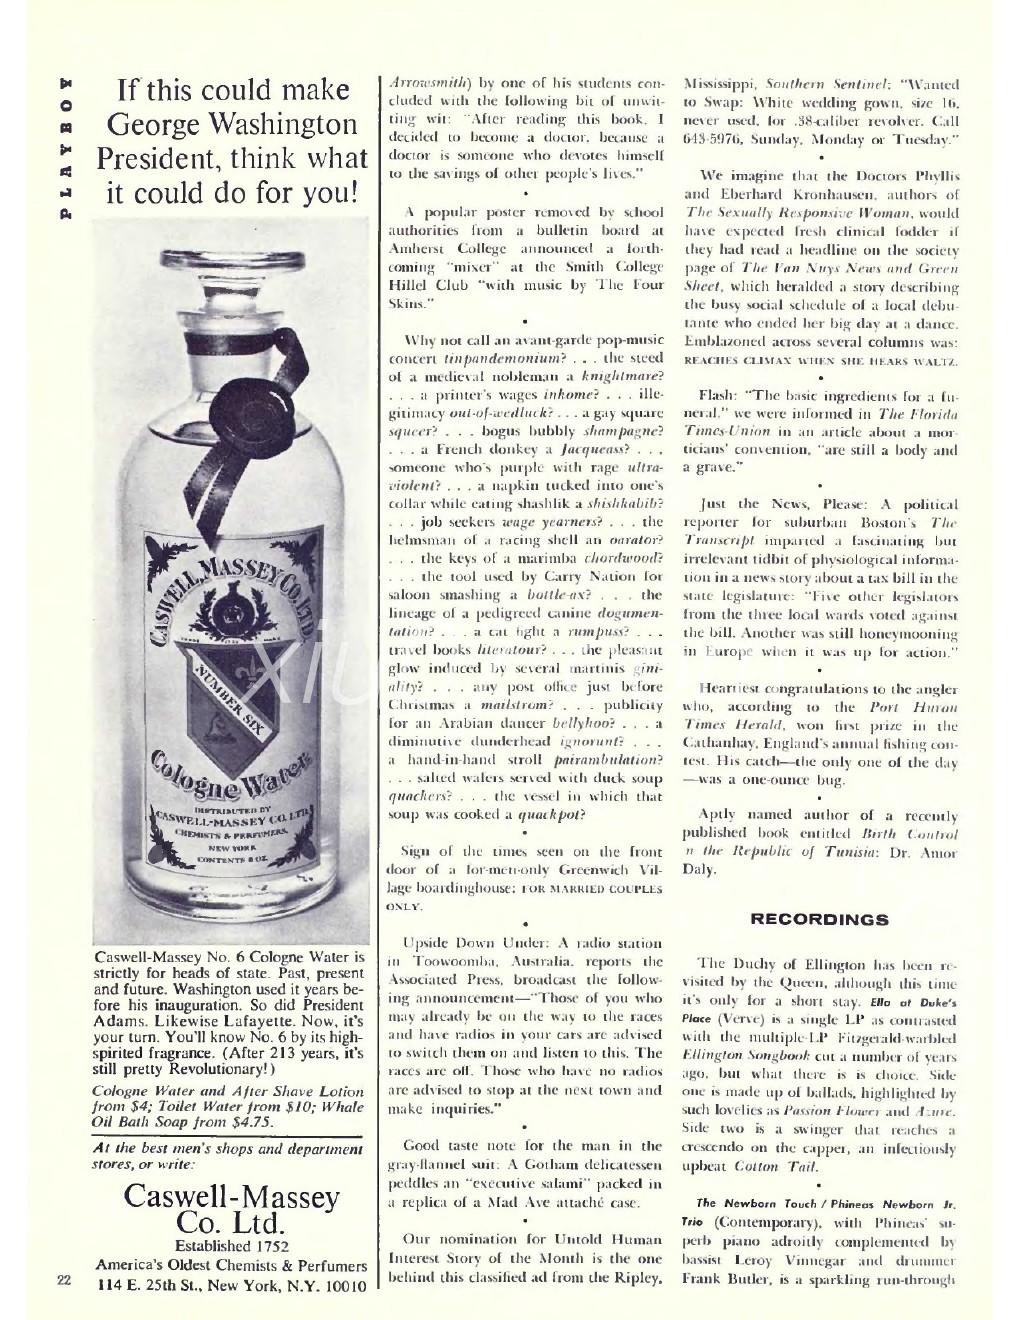 PLAYBOY
If this could make
George Washington
President, think what
it could do for you!
CASWELL-MASSEY CO. LTD.
TRADE MARK
NUMBER SIX
Cologne Water
DISTRIBUTED BY
CASWELL-MASSEY CO. LTD.
CHEMISTS & PERFUMERS,
NEW YORK
CONTENTS 8 OZ.
Caswell-Massey No. 6 Cologne Water is
strictly for heads of state. Past, present
and future. Washington used it years be-
fore his inauguration. So did President
Adams. Likewise Lafayette. Now, it's
your turn. You'll know No. 6 by its high-
spirited fragrance. (After 213 years, it's
still pretty Revolutionary!)
Cologne Water and After Shave Lotion
from $4; Toilet Water from $10; Whale
Oil Bath Soap from $4.75.
At the best men's shops and department
stores, or write:
Caswell-Massey
Co. Ltd.
Established 1752
America's Oldest Chemists & Perfumers
114 E. 25th St., New York, N.Y. 10010
22
Arrowsmith) by one of his students con-
cluded with the following bit of unwit-
ting wit: "After reading this book, I
decided to become a doctor, because a
doctor is someone who devotes himself
to the savings of other people's lives."
•
A popular poster removed by school
authorities from a bulletin board at
Amherst College announced a forth-
coming "mixer" at the Smith College
Hillel Club "with music by The Four
Skins."
•
Why not call an avant-garde pop-music
concert tinpandemonium? . . . the steed
of a medieval nobleman a knightmare?
. . . a printer's wages inkome? . . . ille-
gitimacy out-of-wedluck? . . . a gay square
squeer? . . . bogus bubbly shampagne?
. . . a French donkey a Jacqueass? . . .
someone who's purple with rage ultra-
violent? . . . a napkin tucked into one's
collar while eating shashlik a shishkabib?
. . . job seekers wage yearners? . . . the
helmsman of a racing shell an oarator?
. . . the keys of a marimba chordwood?
. . . the tool used by Carry Nation for
saloon smashing a bottle-ax? . . . the
lineage of a pedigreed canine dogumen-
tation? . . . a cat fight a rumpuss? . . .
travel books literatour? . . . the pleasant
glow induced by several martinis gini-
ality? . . . any post office just before
Christmas a mailstrom? . . . publicity
for an Arabian dancer bellyhoo? . . . a
diminutive dunderhead ignorunt? . . .
a hand-in-hand stroll pairambulation?
. . . salted wafers served with duck soup
quackers? . . . the vessel in which that
soup was cooked a quackpot?
•
Sign of the times seen on the front
door of a for-men-only Greenwich Vil-
lage boardinghouse: FOR MARRIED COUPLES
ONLY.
•
Upside Down Under: A radio station
in Toowoomba, Australia, reports the
Associated Press, broadcast the follow-
ing announcement—"Those of you who
may already be on the way to the races
and have radios in your cars are advised
to switch them on and listen to this. The
races are off. Those who have no radios
are advised to stop at the next town and
make inquiries."
•
Good taste note for the man in the
gray-flannel suit: A Gotham delicatessen
peddles an "executive salami" packed in
a replica of a Mad Ave attaché case.
•
Our nomination for Untold Human
Interest Story of the Month is the one
behind this classified ad from the Ripley,
Mississippi, Southern Sentinel: "Wanted
to Swap: White wedding gown, size 16,
never used, for .38-caliber revolver. Call
643-5976, Sunday, Monday or Tuesday."
•
We imagine that the Doctors Phyllis
and Eberhard Kronhausen, authors of
The Sexually Responsive Woman, would
have expected fresh clinical fodder if
they had read a headline on the society
page of The Van Nuys News and Green
Sheet, which heralded a story describing
the busy social schedule of a local debu-
tante who ended her big day at a dance.
Emblazoned across several columns was:
REACHES CLIMAX WHEN SHE HEARS WALTZ.
•
Flash: "The basic ingredients for a fu-
neral," we were informed in The Florida
Times-Union in an article about a mor-
ticians' convention, "are still a body and
a grave."
•
Just the News, Please: A political
reporter for suburban Boston's The
Transcript imparted a fascinating but
irrelevant tidbit of physiological informa-
tion in a news story about a tax bill in the
state legislature: "Five other legislators
from the three local wards voted against
the bill. Another was still honeymooning
in Europe when it was up for action."
•
Heartiest congratulations to the angler
who, according to the Port Huron
Times Herald, won first prize in the
Cathanhay, England's annual fishing con-
test. His catch—the only one of the day
—was a one-ounce bug.
•
Aptly named author of a recently
published book entitled Birth Control
n the Republic of Tunisia: Dr. Amor
Daly.
RECORDINGS
The Duchy of Ellington has been re-
visited by the Queen, although this time
it's only for a short stay. Ella at Duke's
Place (Verve) is a single LP as contrasted
with the multiple-LP Fitzgerald-warbled
Ellington Songbook cut a number of years
ago, but what there is is choice. Side
one is made up of ballads, highlighted by
such lovelies as Passion Flower and Azure.
Side two is a swinger that reaches a
crescendo on the capper, an infectiously
upbeat Cotton Tail.
•
The Newborn Touch / Phineas Newborn Jr.
Trio (Contemporary), with Phineas' su-
perb piano adroitly complemented by
bassist Leroy Vinnegar and drummer
Frank Butler, is a sparkling run-through